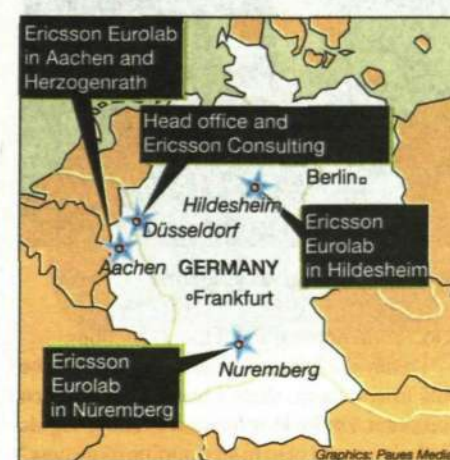 Ericsson Eurolab
in Aachen and
Herzogenrath
Head office and
Ericsson Consulting
Berlin
Hildesheim
Düsseldorf
Ericsson
Eurolab
in Hildesheim
Aachen
GERMANY
Frankfurt
Ericsson
Eurolab
in Nüremberg
Nuremberg
Graphics: Paues Media